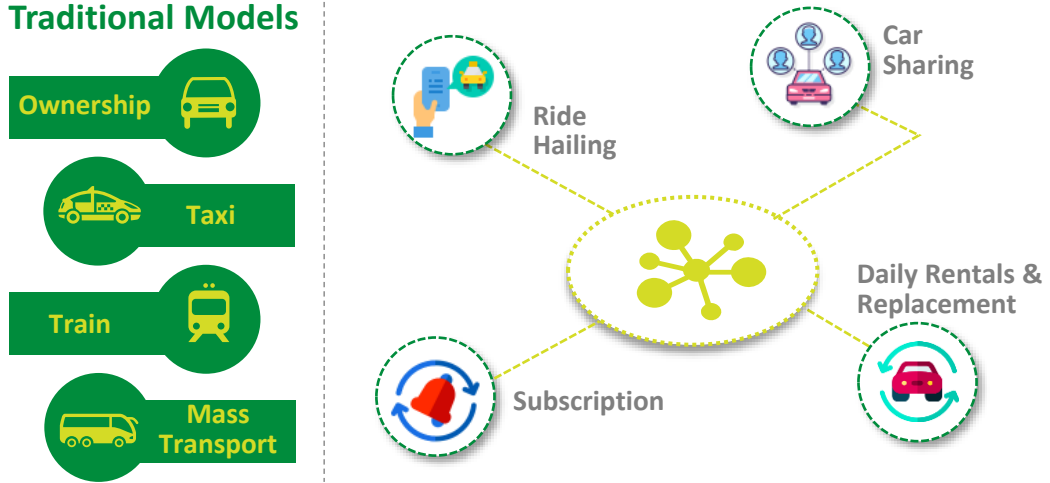 Traditional Models
Ownership
Taxi
Train
Mass
Transport
Ride
Hailing
Car
Sharing
Daily Rentals &
Replacement
Subscription